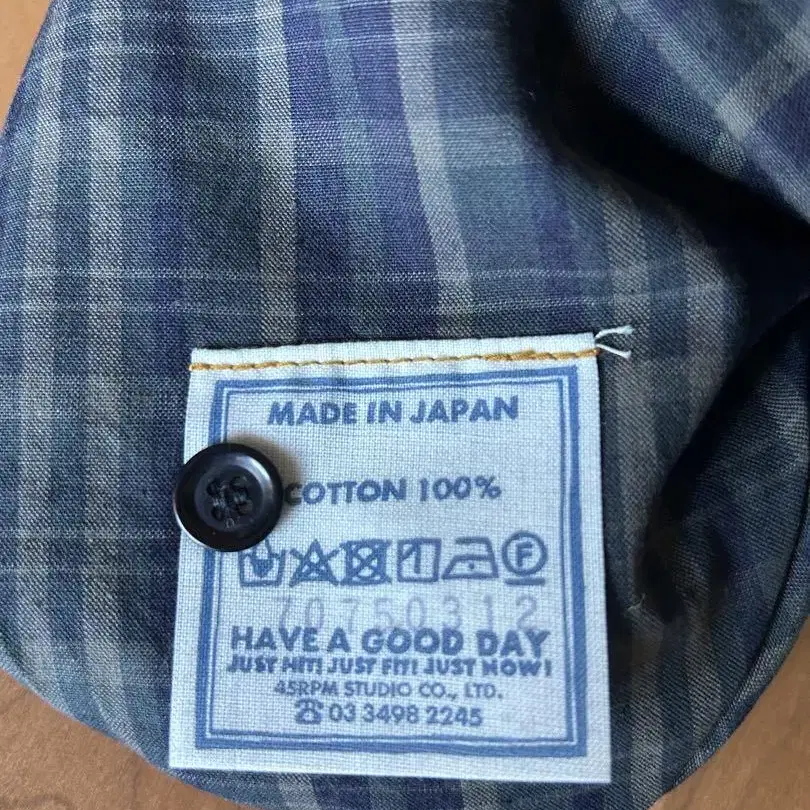 MADE IN JAPAN
COTTON 100%
70750312
HAVE A GOOD DAY
JUST HIT! JUST FIT! JUST NOW!
45RPM STUDIO CO., LTD.
☎ 03 3498 2245